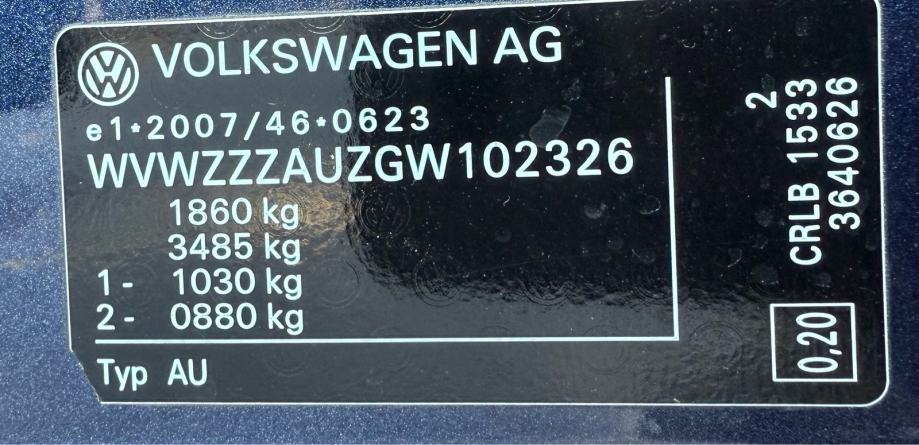 VOLKSWAGEN AG
e1*2007/46*0623
WVWZZZAUZGW102326
1860 kg
3485 kg
1- 1030 kg
2- 0880 kg
Typ AU
2
CRLB 1533
3640626
0,20